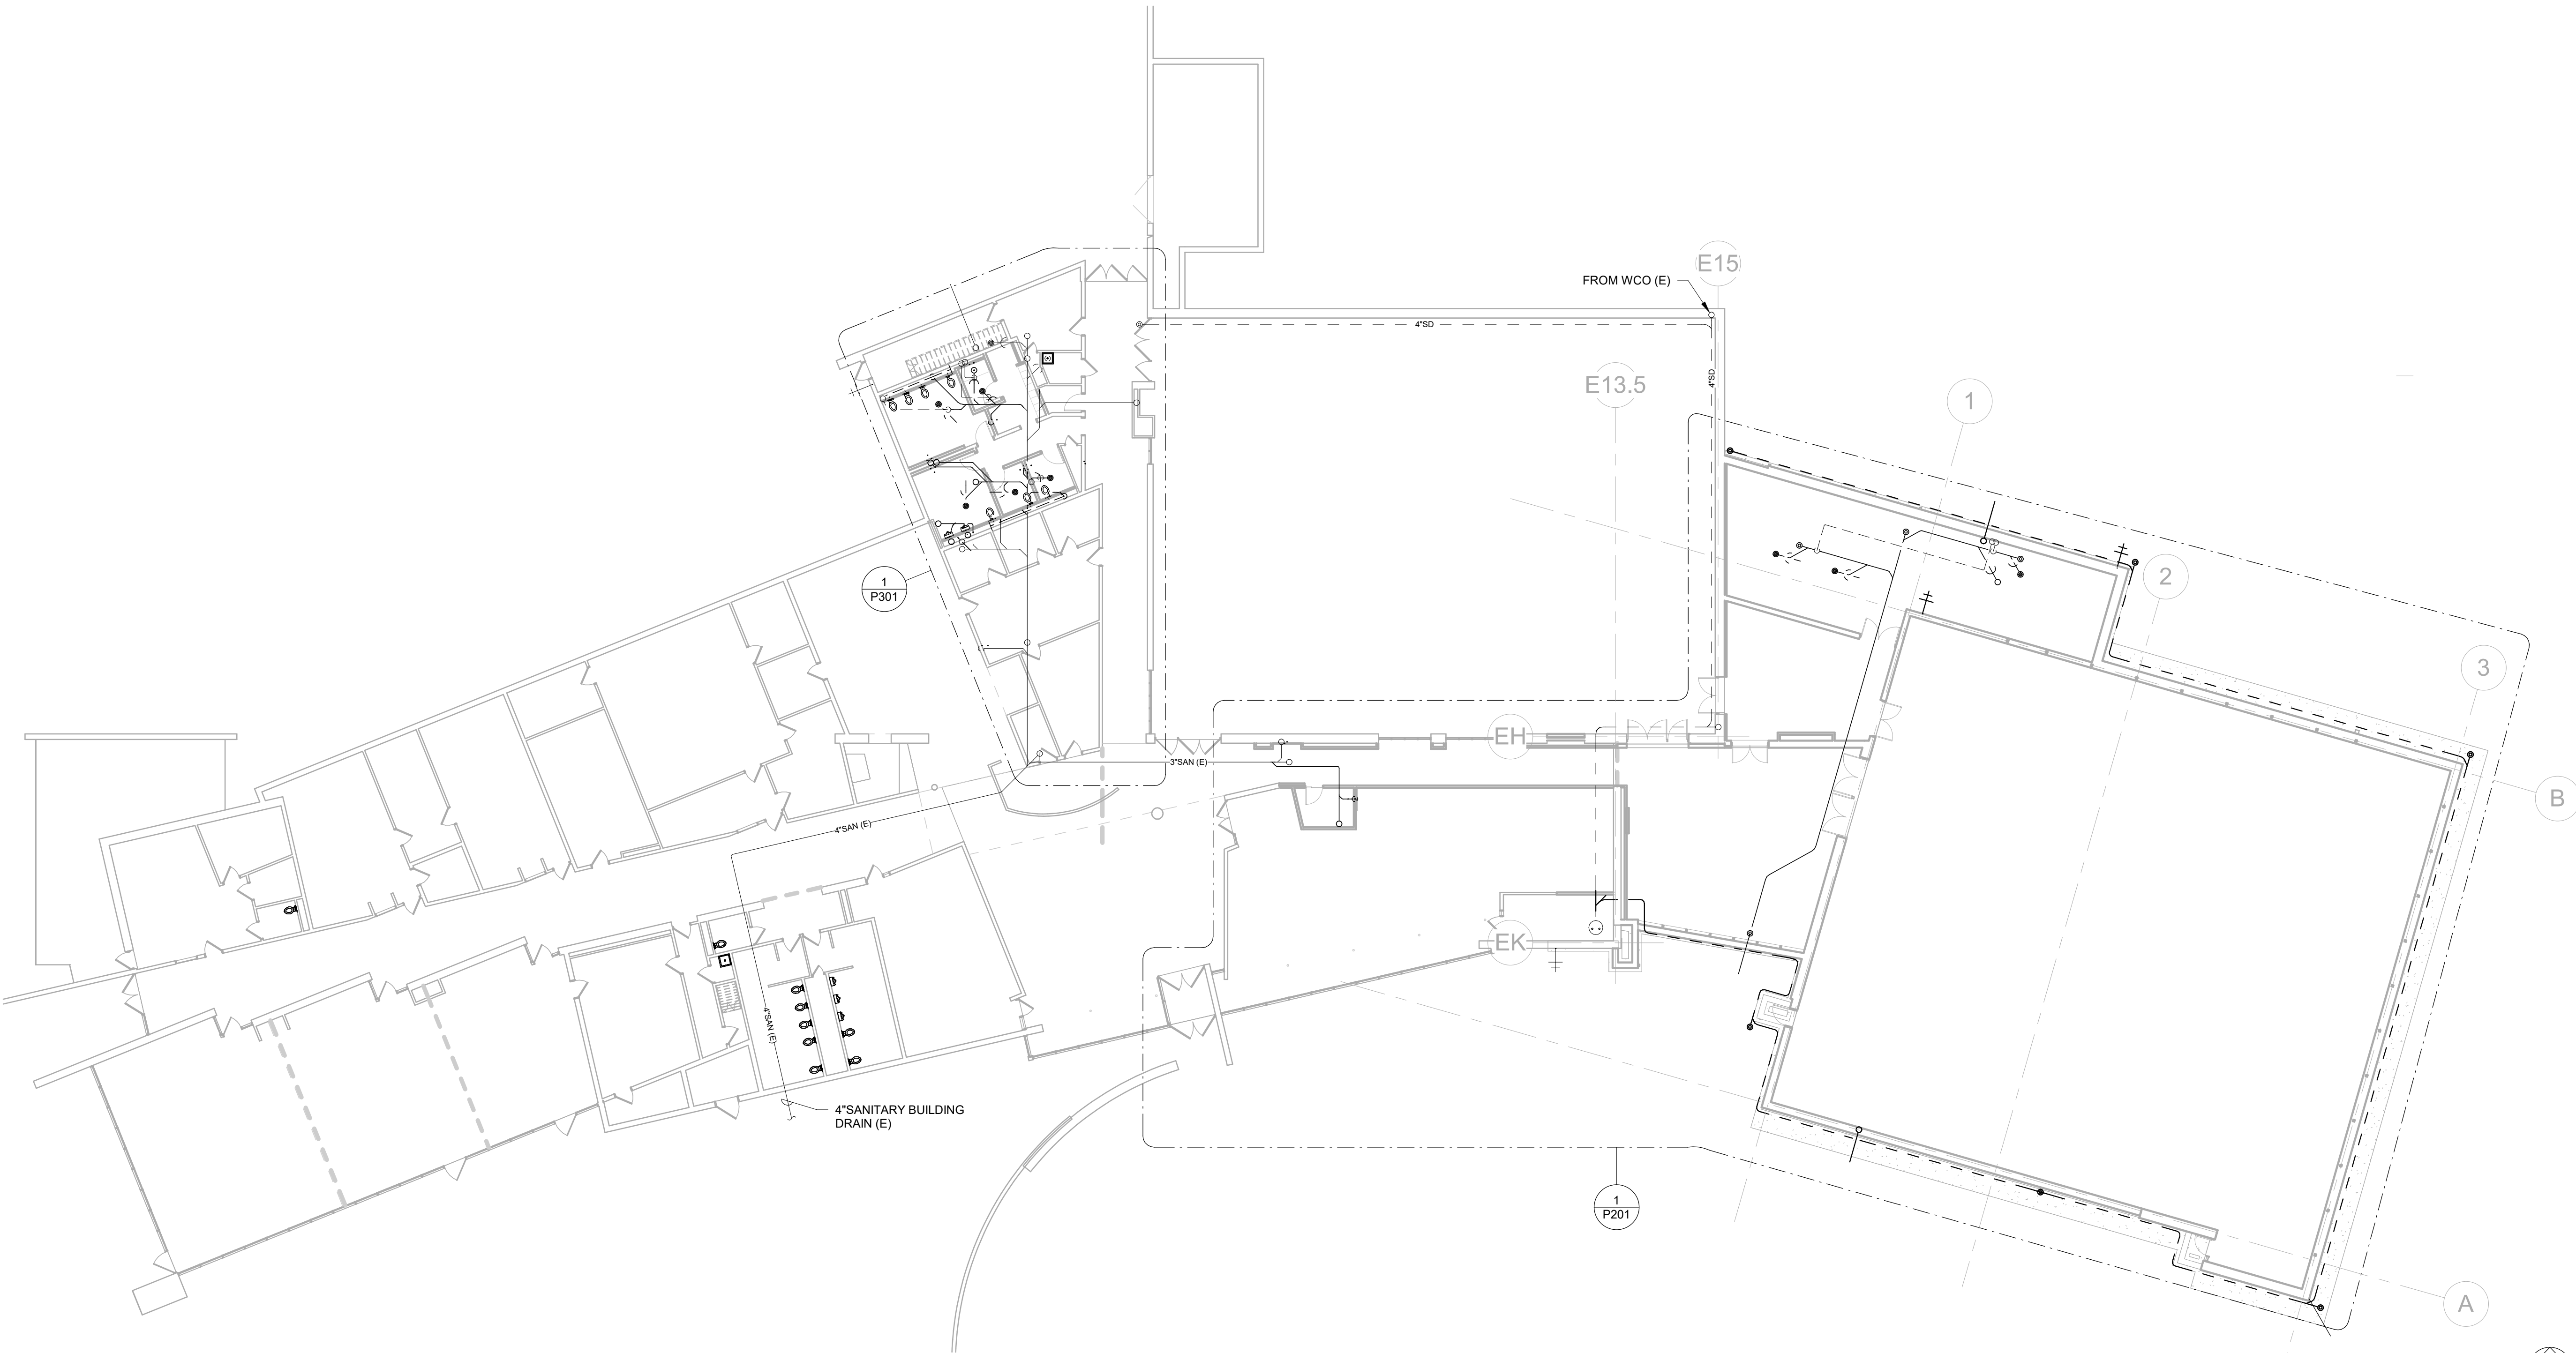 E15
FROM WCO (E)
4"SD
4"SD
E13.5
1
2
3
1
P301
EH
3"SAN (E)
B
4"SAN (E)
EK
4"SAN (E)
4"SANITARY BUILDING
DRAIN (E)
1
P201
A